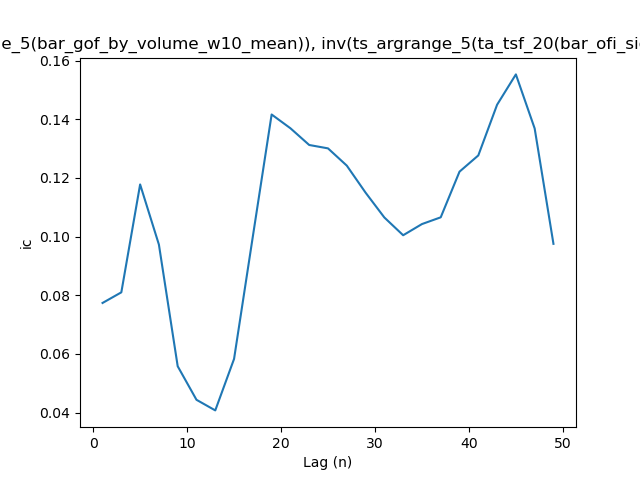 e_5(bar_gof_by_volume_w10_mean)), inv(ts_argrange_5(ta_tsf_20(bar_ofi_si
0.16
0.14
0.12
0.10
0.08
0.06
0.04
ic
0 10 20 30 40 50
Lag (n)